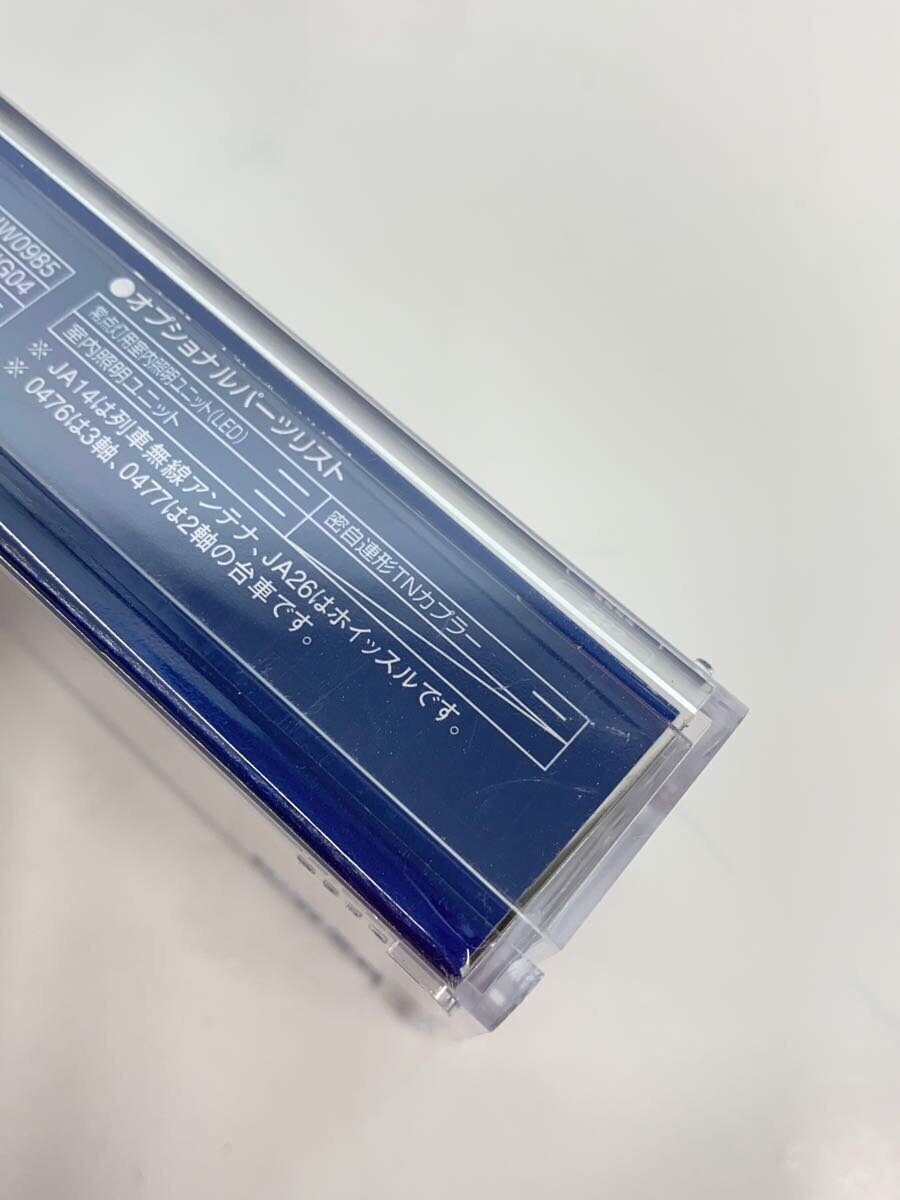 W0985
G04
●オプショナルパーツリスト
常点灯用室内照明ユニット(LED) ー
室内照明ユニット ー
密自連形TNカプラー ー
※ JA14は列車無線アンテナ、JA26はホイッスルです。
※ 0476は3軸、0477は2軸の台車です。